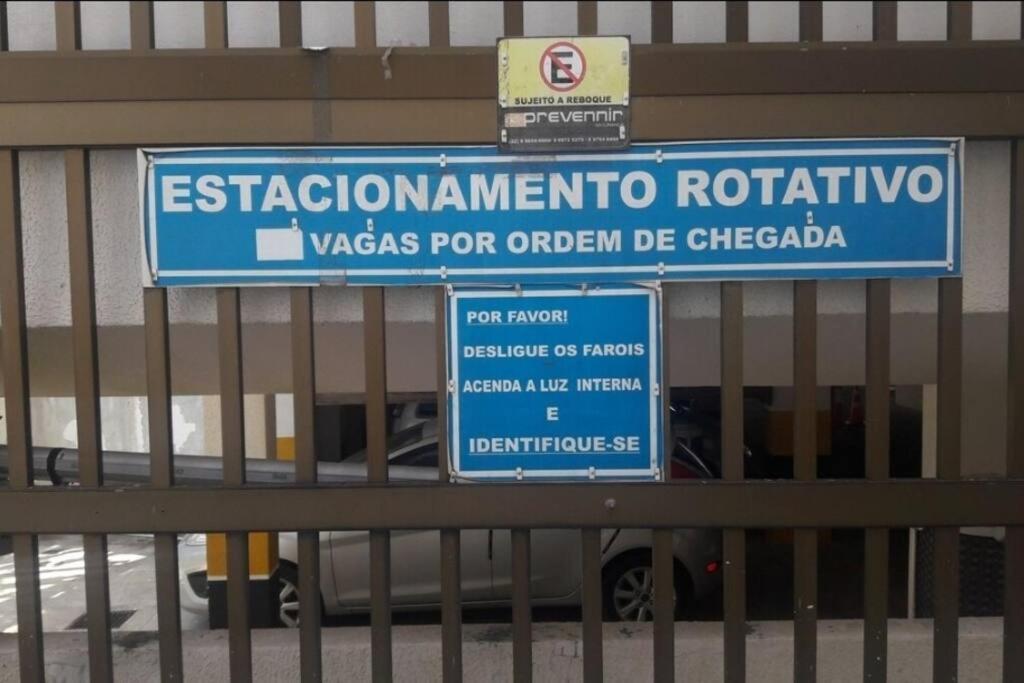 E
SUJEITO A REBOQUE
prevennir
ESTACIONAMENTO ROTATIVO
VAGAS POR ORDEM DE CHEGADA
POR FAVOR!
DESLIGUE OS FAROIS
ACENDA A LUZ INTERNA
E
IDENTIFIQUE-SE